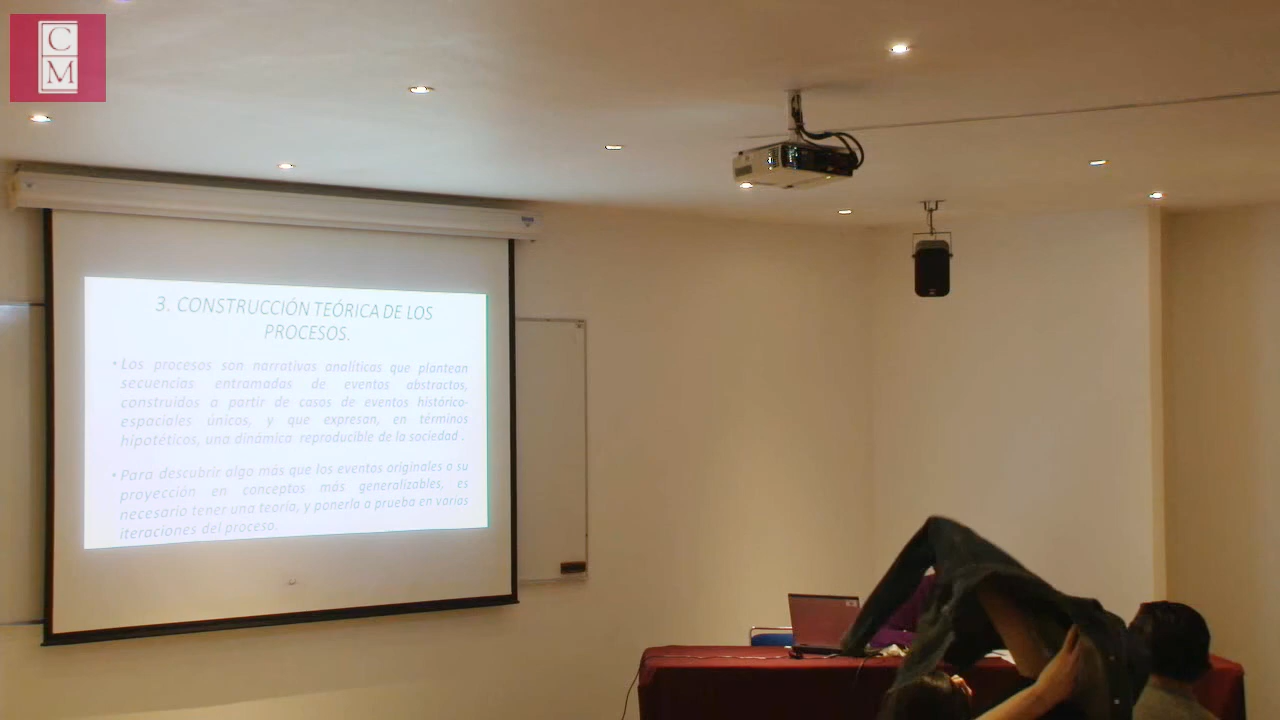 C
M
3. CONSTRUCCIÓN TEÓRICA DE LOS
PROCESOS.
• Los procesos son narrativas analíticas que plantean
secuencias entramadas de eventos abstractos,
construidos a partir de casos de eventos histórico-
espaciales únicos, y que expresan, en términos
hipotéticos, una dinámica reproducible de la sociedad .
• Para descubrir algo más que los eventos originales o su
proyección en conceptos más generalizables, es
necesario tener una teoría, y ponerla a prueba en varias
iteraciones del proceso.